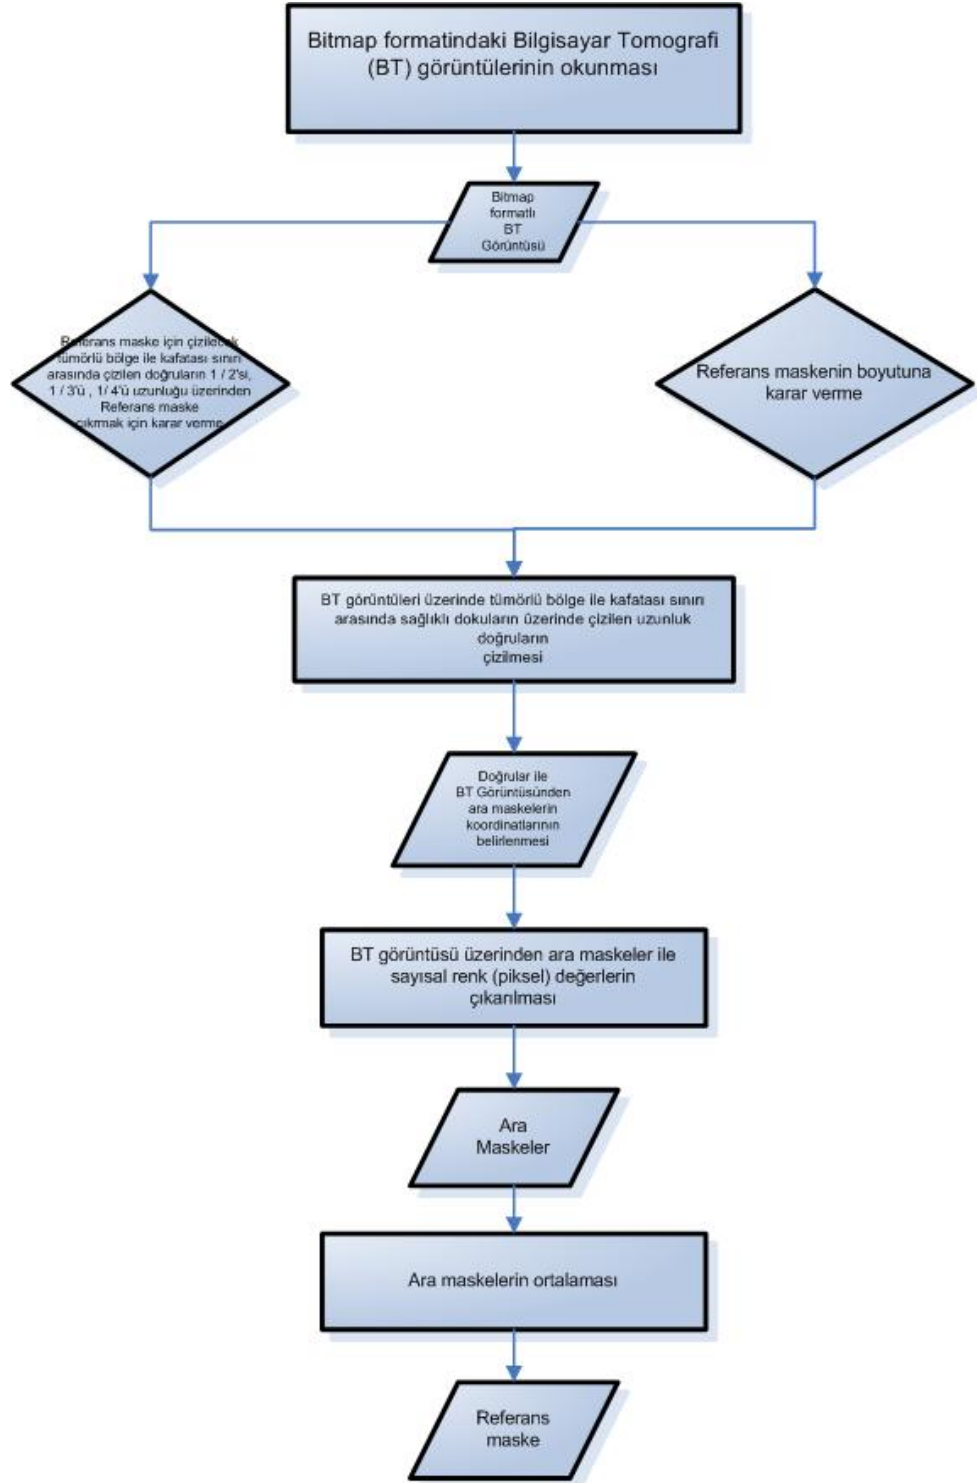 Bitmap formatindaki Bilgisayar Tomografi
(BT) görüntülerinin okunması
Bitmap
formatlı
BT
Görüntüsü
Referans maske için çizilecek
tümörlü bölge ile kafatası sınırı
arasında çizilen doğruların 1 / 2'si,
1 / 3'ü , 1/ 4'ü uzunluğu üzerinden
Referans maske
çıkrmak için karar verme
Referans maskenin boyutuna
karar verme
BT görüntüleri üzerinde tümörlü bölge ile kafatası sınırı
arasında sağlıklı dokuların üzerinde çizilen uzunluk
doğruların
çizilmesi
Doğrular ile
BT Görüntüsünden
ara maskelerin
koordinatlarının
belirlenmesi
BT görüntüsü üzerinden ara maskeler ile
sayısal renk (piksel) değerlerin
çıkarılması
Ara
Maskeler
Ara maskelerin ortalaması
Referans
maske